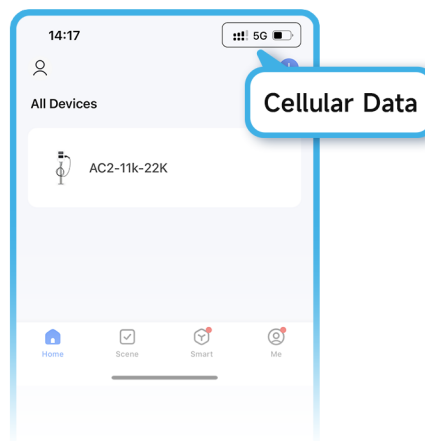 14:17
5G
Cellular Data
All Devices
AC2-11k-22K
Home
Scene
Smart
Me